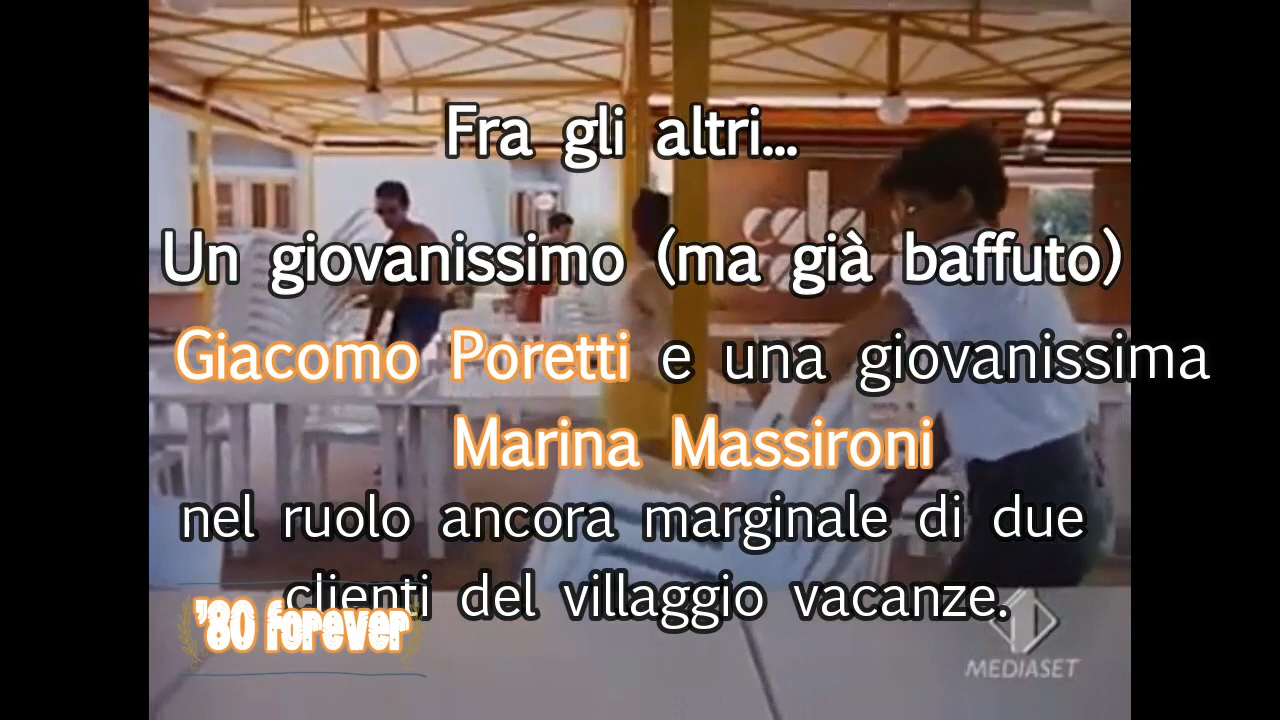 Fra gli altri...
cala
Un giovanissimo (ma già baffuto)
Giacomo Poretti e una giovanissima
Marina Massironi
nel ruolo ancora marginale di due
clienti del villaggio vacanze.
'80 forever
MEDIASET